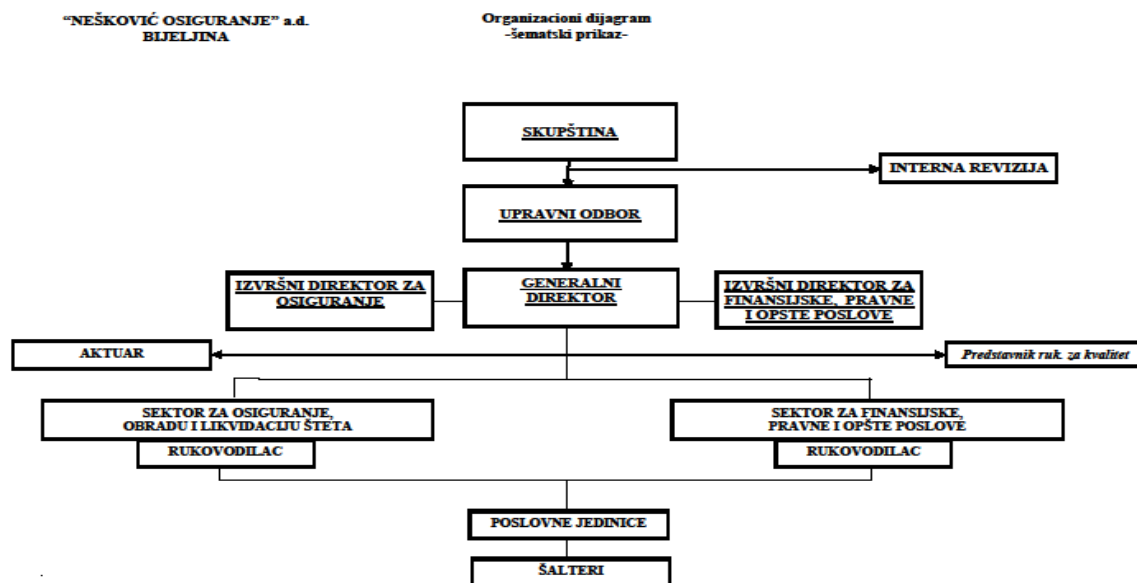 “NEŠKOVIĆ OSIGURANJE” a.d.
BIJELJINA
Organizacioni dijagram
-šematski prikaz-
SKUPŠTINA
INTERNA REVIZIJA
UPRAVNI ODBOR
IZVRŠNI DIREKTOR ZA
OSIGURANJE
GENERALNI
DIREKTOR
IZVRŠNI DIREKTOR ZA
FINANSIJSKE, PRAVNE
I OPSTE POSLOVE
AKTUAR
Predstavnik ruk. za kvalitet
SEKTOR ZA OSIGURANJE,
OBRADU I LIKVIDACIJU ŠTETA
RUKOVODILAC
SEKTOR ZA FINANSIJSKE,
PRAVNE I OPŠTE POSLOVE
RUKOVODILAC
POSLOVNE JEDINICE
ŠALTERI